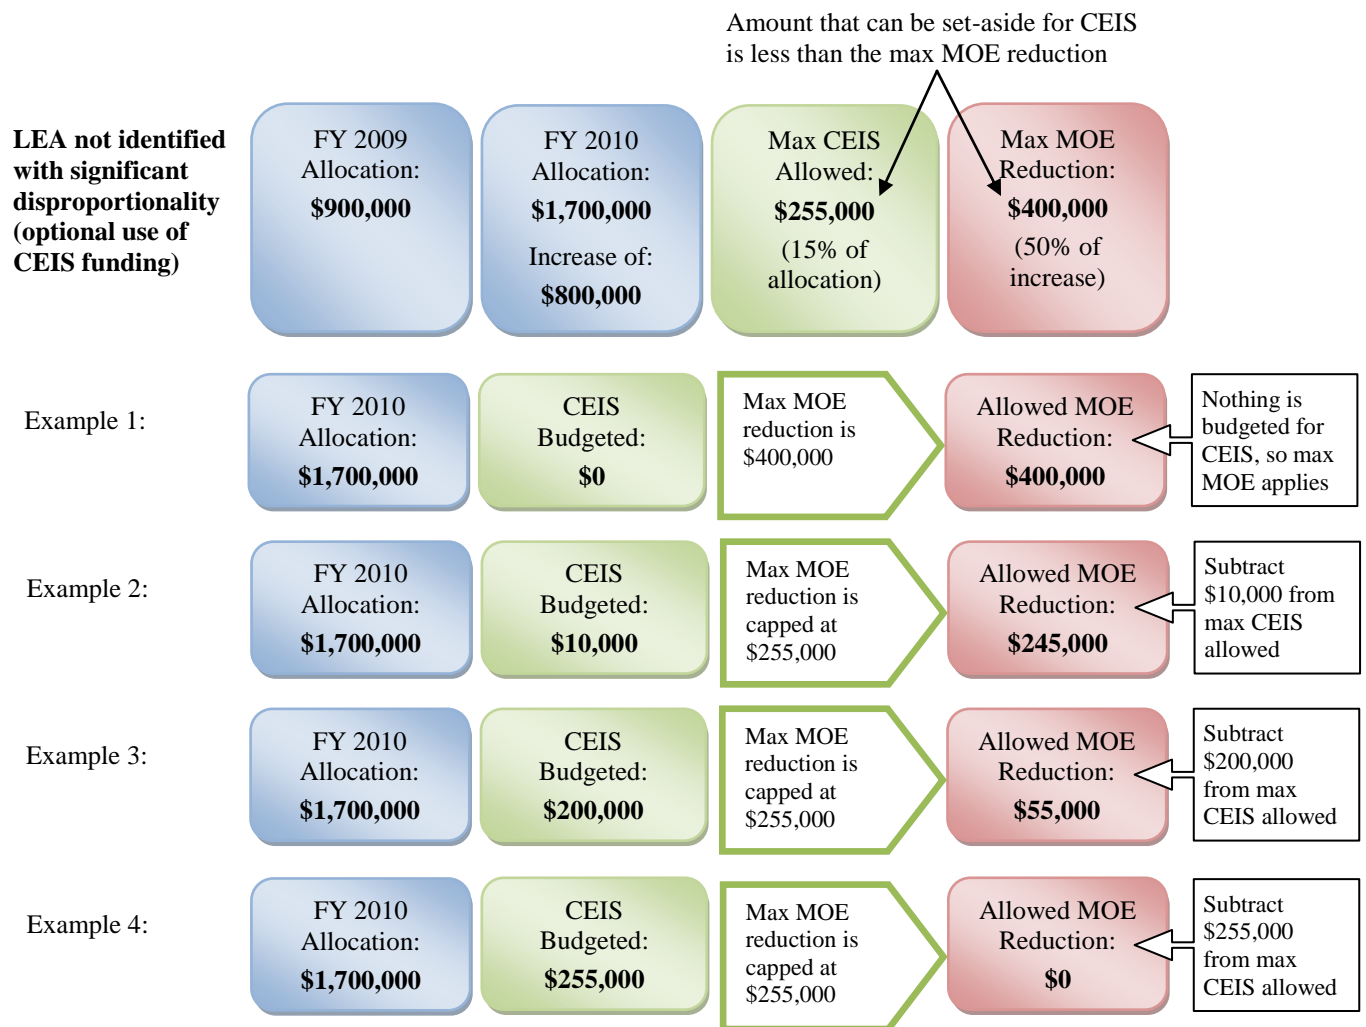 Amount that can be set-aside for CEIS
is less than the max MOE reduction
LEA not identified
with significant
disproportionality
(optional use of
CEIS funding)
FY 2009
Allocation:
$900,000
FY 2010
Allocation:
$1,700,000
Increase of:
$800,000
Max CEIS
Allowed:
$255,000
(15% of
allocation)
Max MOE
Reduction:
$400,000
(50% of
increase)
Example 1:
FY 2010
Allocation:
$1,700,000
CEIS
Budgeted:
$0
Max MOE
reduction is
$400,000
Allowed MOE
Reduction:
$400,000
Nothing is
budgeted for
CEIS, so max
MOE applies
Example 2:
FY 2010
Allocation:
$1,700,000
CEIS
Budgeted:
$10,000
Max MOE
reduction is
capped at
$255,000
Allowed MOE
Reduction:
$245,000
Subtract
$10,000 from
max CEIS
allowed
Example 3:
FY 2010
Allocation:
$1,700,000
CEIS
Budgeted:
$200,000
Max MOE
reduction is
capped at
$255,000
Allowed MOE
Reduction:
$55,000
Subtract
$200,000
from max
CEIS allowed
Example 4:
FY 2010
Allocation:
$1,700,000
CEIS
Budgeted:
$255,000
Max MOE
reduction is
capped at
$255,000
Allowed MOE
Reduction:
$0
Subtract
$255,000
from max
CEIS allowed